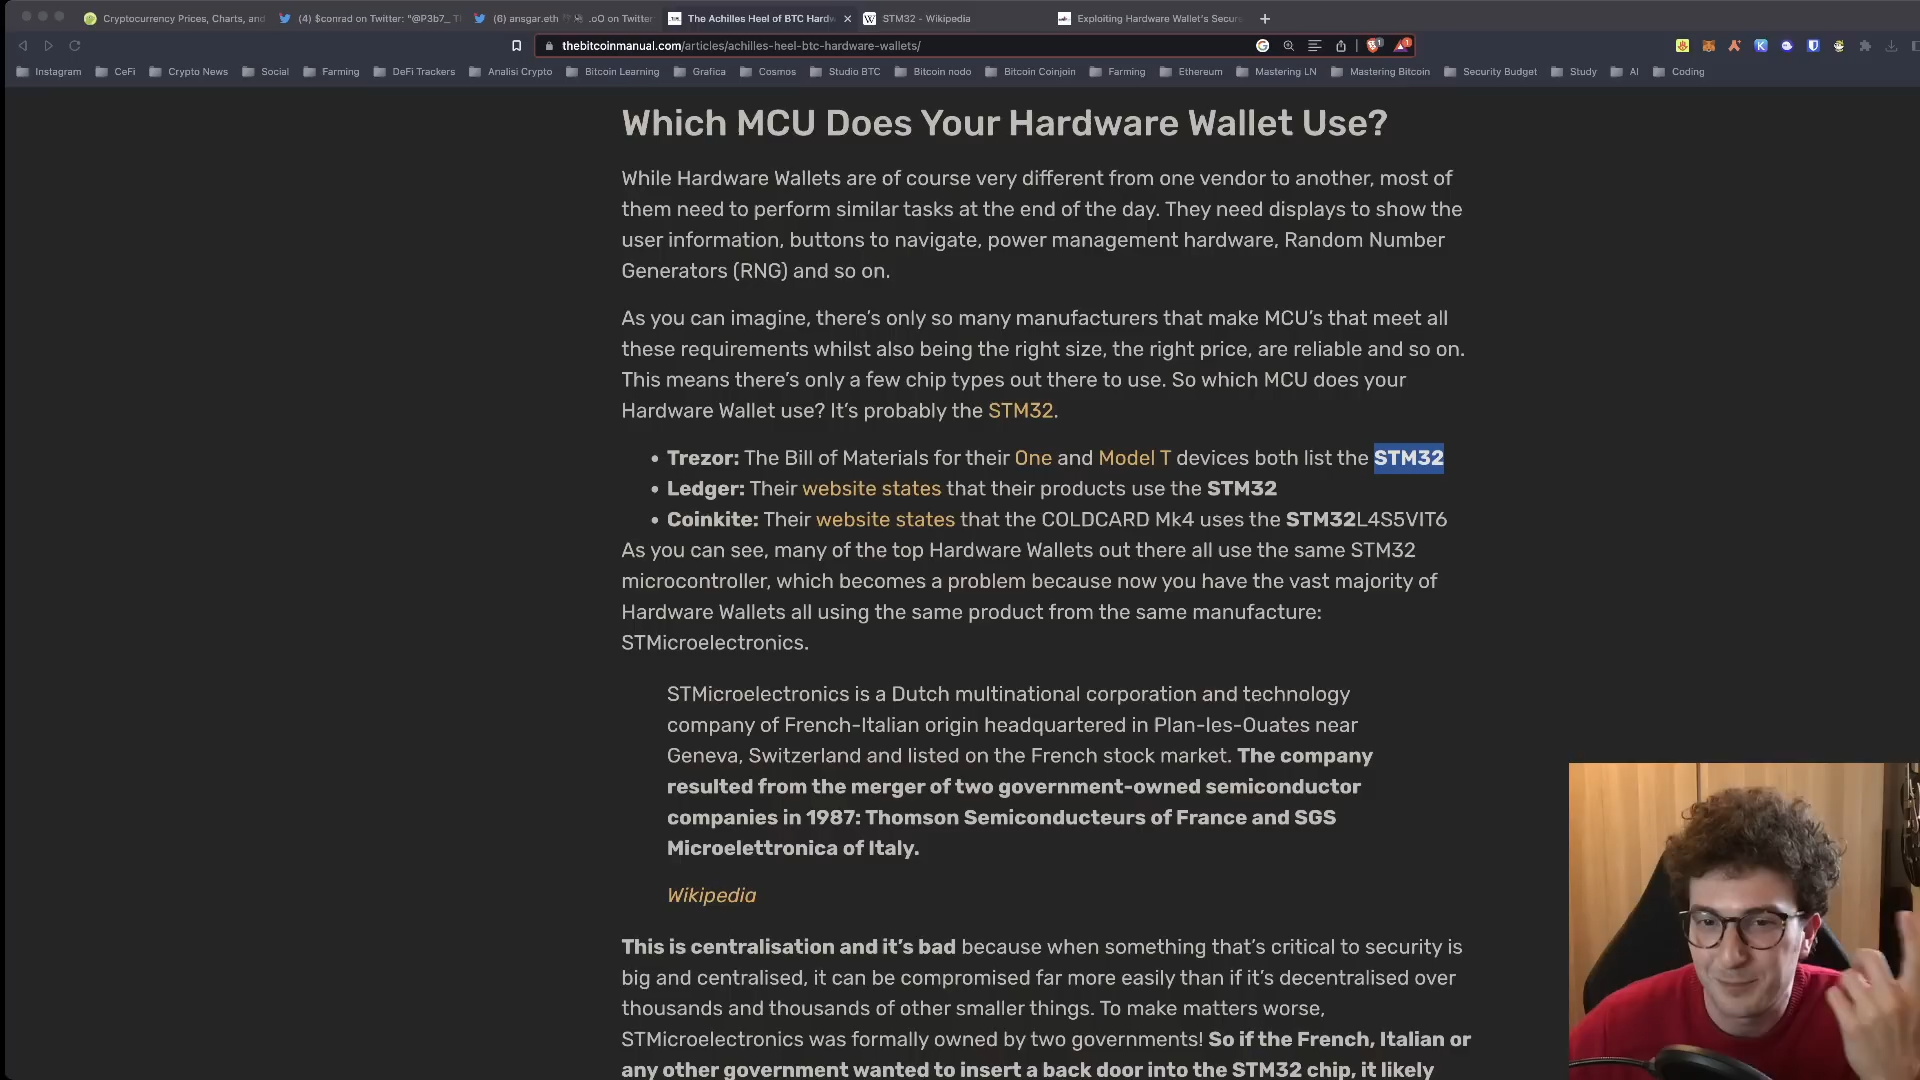 Cryptocurrency Prices, Charts, and
(4) $conrad on Twitter: "@P3b7_ T
(6) ansgar.eth
.oO on Twitter
The Achilles Heel of BTC Hardw
STM32 - Wikipedia
Exploiting Hardware Wallet's Secur
thebitcoinmanual.com/articles/achilles-heel-btc-hardware-wallets/
Instagram
CeFi
Crypto News
Social
Farming
DeFi Trackers
Analisi Crypto
Bitcoin Learning
Grafica
Cosmos
Studio BTC
Bitcoin nodo
Bitcoin Coinjoin
Farming
Ethereum
Mastering LN
Mastering Bitcoin
Security Budget
Study
AI
Coding
Which MCU Does Your Hardware Wallet Use?
While Hardware Wallets are of course very different from one vendor to another, most of
them need to perform similar tasks at the end of the day. They need displays to show the
user information, buttons to navigate, power management hardware, Random Number
Generators (RNG) and so on.
As you can imagine, there's only so many manufacturers that make MCU's that meet all
these requirements whilst also being the right size, the right price, are reliable and so on.
This means there's only a few chip types out there to use. So which MCU does your
Hardware Wallet use? It's probably the STM32.
• Trezor: The Bill of Materials for their One and Model T devices both list the STM32
• Ledger: Their website states that their products use the STM32
• Coinkite: Their website states that the COLDCARD Mk4 uses the STM32L4S5VIT6
As you can see, many of the top Hardware Wallets out there all use the same STM32
microcontroller, which becomes a problem because now you have the vast majority of
Hardware Wallets all using the same product from the same manufacture:
STMicroelectronics.
STMicroelectronics is a Dutch multinational corporation and technology
company of French-Italian origin headquartered in Plan-les-Ouates near
Geneva, Switzerland and listed on the French stock market. The company
resulted from the merger of two government-owned semiconductor
companies in 1987: Thomson Semiconducteurs of France and SGS
Microelettronica of Italy.
Wikipedia
This is centralisation and it's bad because when something that's critical to security is
big and centralised, it can be compromised far more easily than if it's decentralised over
thousands and thousands of other smaller things. To make matters worse,
STMicroelectronics was formally owned by two governments! So if the French, Italian or
any other government wanted to insert a back door into the STM32 chip, it likely